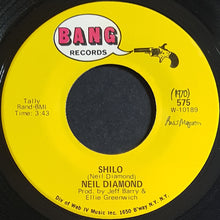 BANG
RECORDS
Tally
Rand-BMI
Time: 3:43
(1970)
575
W-10189
SHILO
(Neil Diamond)
NEIL DIAMOND
Prod. by Jeff Barry &
Ellie Greenwich
Div of Web IV Music Inc. 1650 B'way N.Y. N.Y.